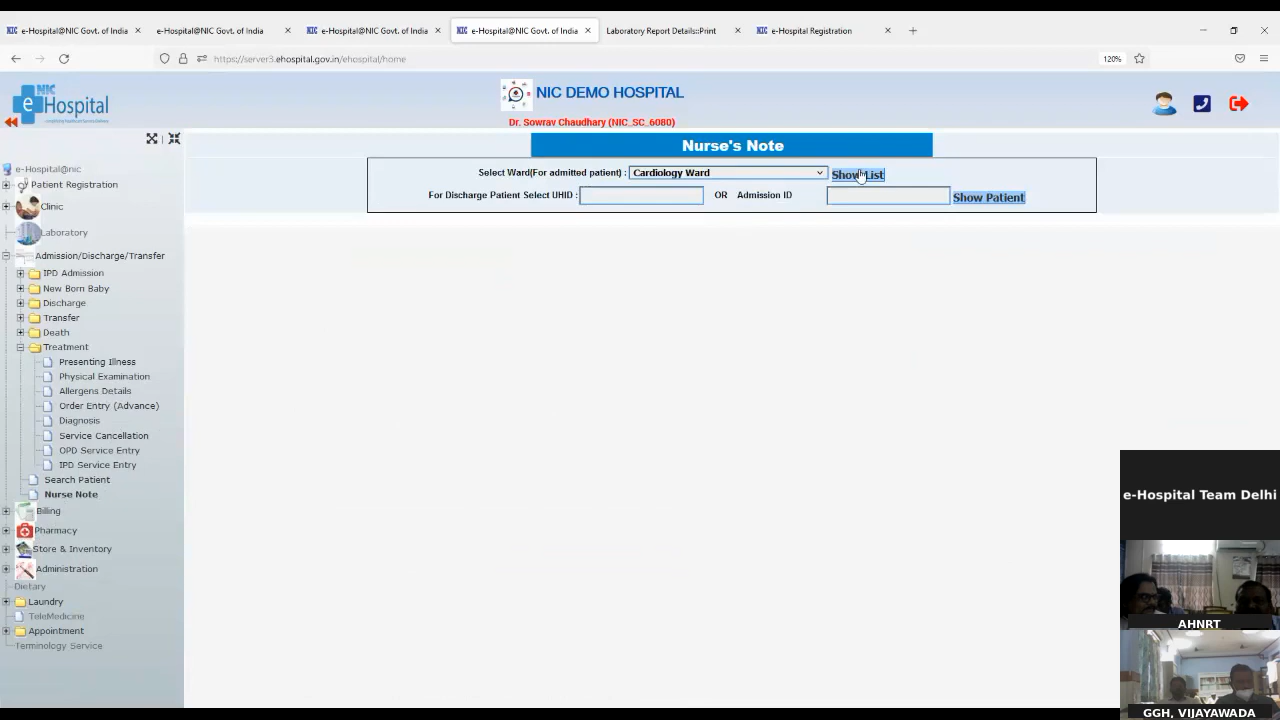 e-Hospital@NIC Govt. of India
e-Hospital@NIC Govt. of India
e-Hospital@NIC Govt. of India
e-Hospital@NIC Govt. of India
Laboratory Report Details::Print
e-Hospital Registration
https://server3.ehospital.gov.in/ehospital/home
120%
NIC
eHospital
NIC DEMO HOSPITAL
Dr. Sowrav Chaudhary (NIC_SC_6080)
Nurse's Note
Select Ward(For admitted patient) : Cardiology Ward Show List
For Discharge Patient Select UHID : OR Admission ID Show Patient
e-Hospital@nic
Patient Registration
Clinic
Laboratory
Admission/Discharge/Transfer
IPD Admission
New Born Baby
Discharge
Transfer
Death
Treatment
Presenting Illness
Physical Examination
Allergens Details
Order Entry (Advance)
Diagnosis
Service Cancellation
OPD Service Entry
IPD Service Entry
Search Patient
Nurse Note
Billing
Pharmacy
Store & Inventory
Administration
Dietary
Laundry
TeleMedicine
Appointment
Terminology Service
e-Hospital Team Delhi
AHNRT
GGH, VIJAYAWADA